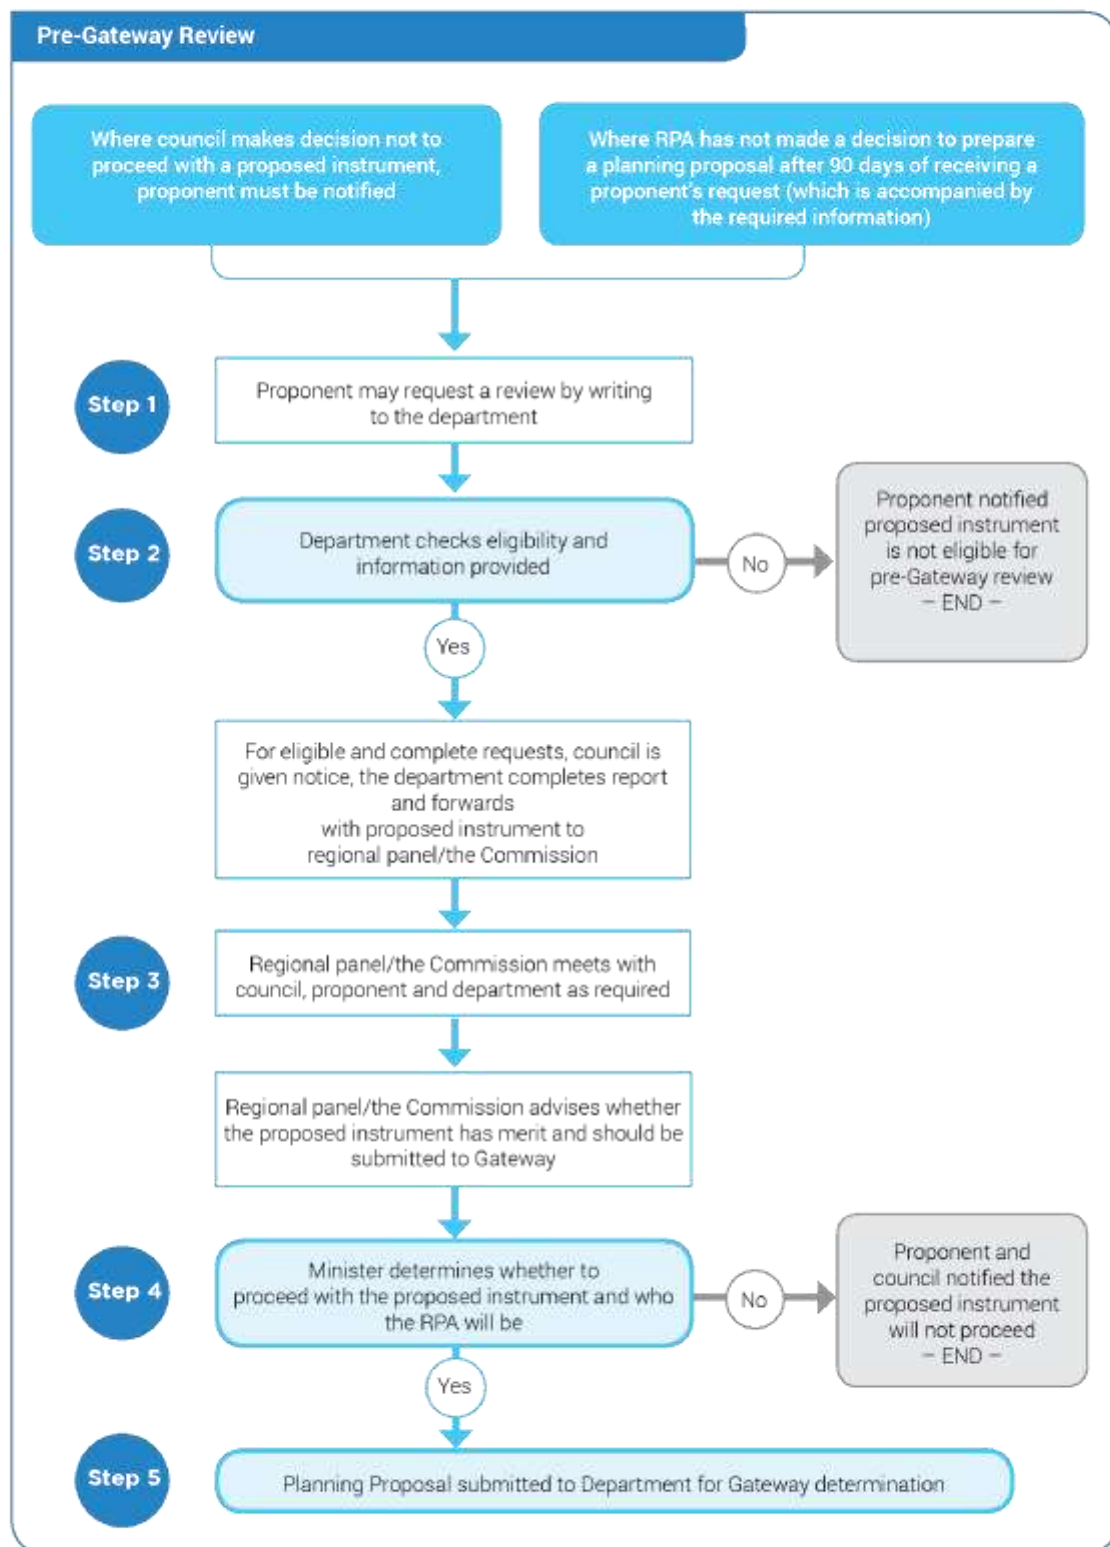 Pre-Gateway Review
Where council makes decision not to
proceed with a proposed instrument,
proponent must be notified
Where RPA has not made a decision to prepare
a planning proposal after 90 days of receiving a
proponent's request (which is accompanied by
the required information)
Step 1
Proponent may request a review by writing
to the department
Step 2
Department checks eligibility and
information provided
No
Proponent notified
proposed instrument
is not eligible for
pre-Gateway review
– END –
Yes
For eligible and complete requests, council is
given notice, the department completes report
and forwards
with proposed instrument to
regional panel/the Commission
Step 3
Regional panel/the Commission meets with
council, proponent and department as required
Regional panel/the Commission advises whether
the proposed instrument has merit and should be
submitted to Gateway
Step 4
Minister determines whether to
proceed with the proposed instrument and who
the RPA will be
No
Proponent and
council notified the
proposed instrument
will not proceed
– END –
Yes
Step 5
Planning Proposal submitted to Department for Gateway determination